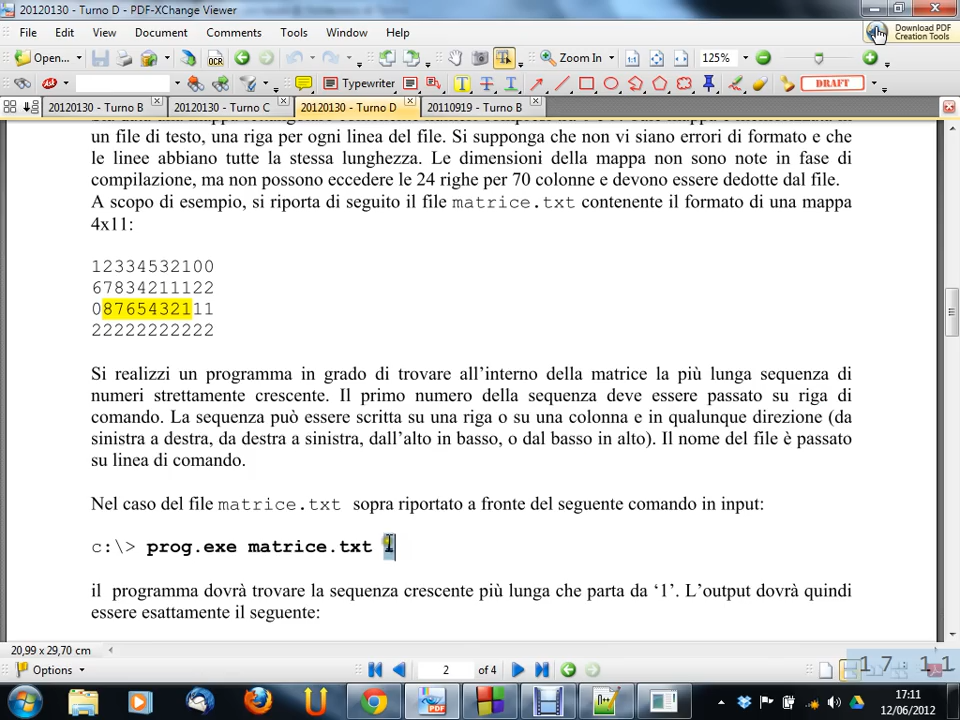 20120130 - Turno D - PDF-XChange Viewer
File Edit View Document Comments Tools Window Help
Download PDF
Creation Tools
Open... OCR Zoom In 125%
Typewriter DRAFT
20120130 - Turno B 20120130 - Turno C 20120130 - Turno D 20110919 - Turno B
un file di testo, una riga per ogni linea del file. Si supponga che non vi siano errori di formato e che
le linee abbiano tutte la stessa lunghezza. Le dimensioni della mappa non sono note in fase di
compilazione, ma non possono eccedere le 24 righe per 70 colonne e devono essere dedotte dal file.
A scopo di esempio, si riporta di seguito il file matrice.txt contenente il formato di una mappa
4x11:
12334532100
67834211122
08765432111
22222222222
Si realizzi un programma in grado di trovare all'interno della matrice la più lunga sequenza di
numeri strettamente crescente. Il primo numero della sequenza deve essere passato su riga di
comando. La sequenza può essere scritta su una riga o su una colonna e in qualunque direzione (da
sinistra a destra, da destra a sinistra, dall'alto in basso, o dal basso in alto). Il nome del file è passato
su linea di comando.
Nel caso del file matrice.txt sopra riportato a fronte del seguente comando in input:
c:\> prog.exe matrice.txt
il programma dovrà trovare la sequenza crescente più lunga che parta da ‘1’. L'output dovrà quindi
essere esattamente il seguente:
20,99 x 29,70 cm
Options 2 of 4
17:11
17:11
12/06/2012